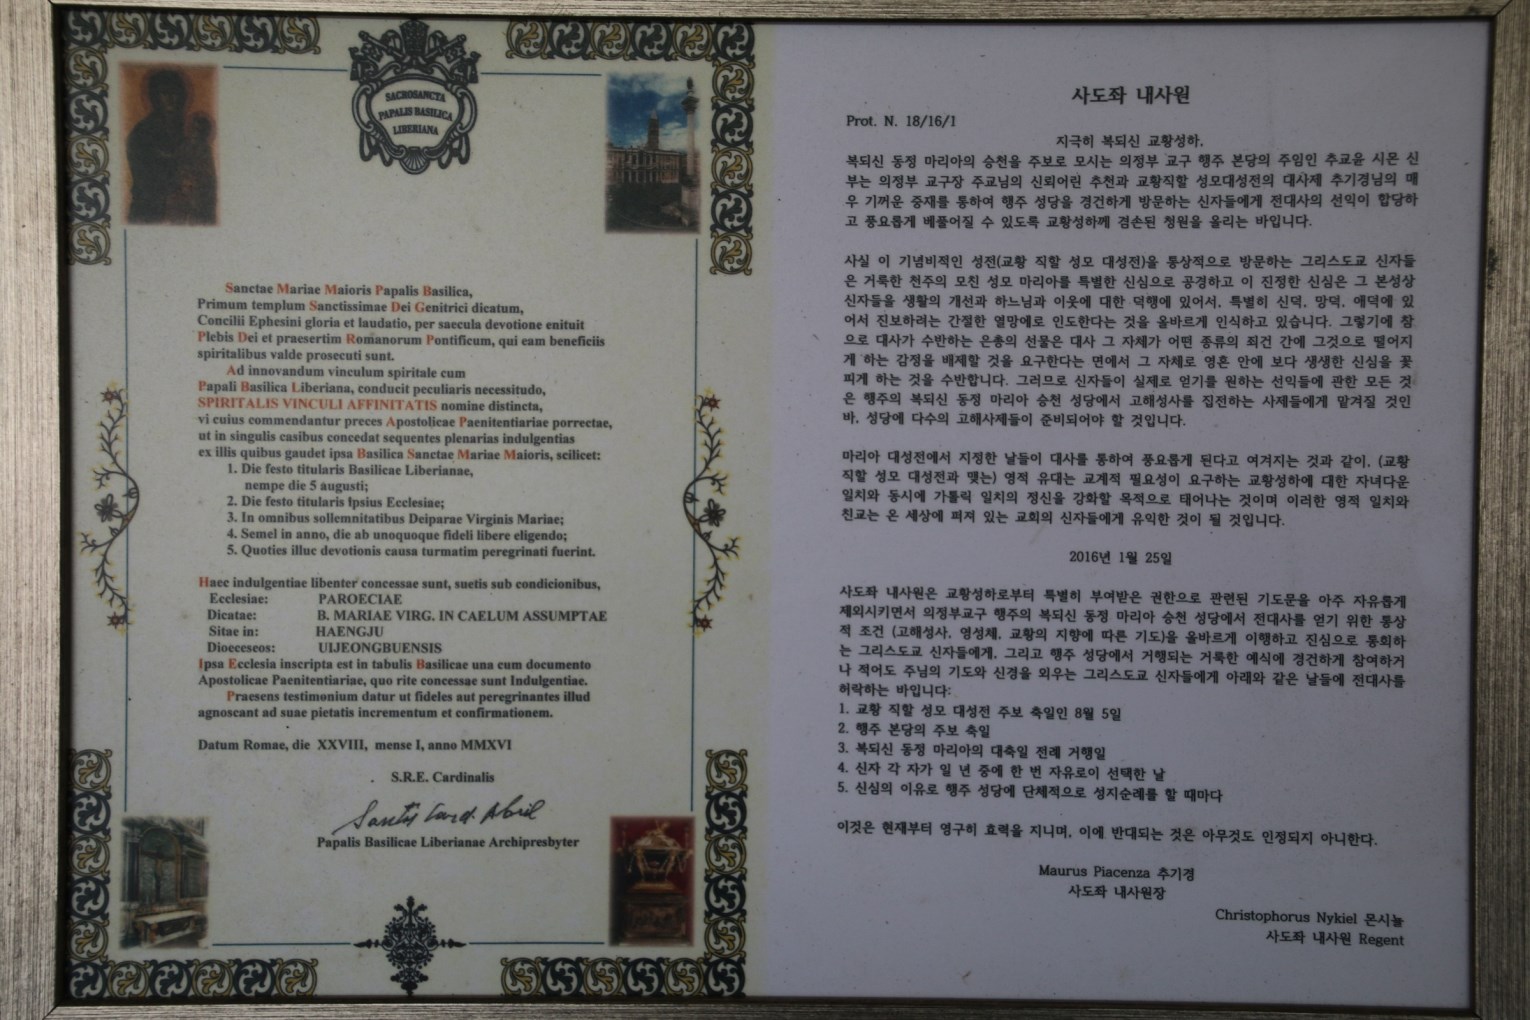 SACROSANCTA
PAPALIS BASILICA
LIBERIANA
Sanctae Mariae Maioris Papalis Basilica,
Primum templum Sanctissimae Dei Genitrici dicatum,
Concilii Ephesini gloria et laudatio, per saecula devotione enituit
Plebis Dei et praesertim Romanorum Pontificum, qui eam beneficiis
spiritalibus valde prosecuti sunt.
Ad innovandum vinculum spiritale cum
Papali Basilica Liberiana, conducit peculiaris necessitudo,
SPIRITALIS VINCULI AFFINITATIS nomine distincta,
vi cuius commendantur preces Apostolicae Paenitentiariae porrectae,
ut in singulis casibus concedat sequentes plenarias indulgentias
ex illis quibus gaudet ipsa Basilica Sanctae Mariae Maioris, scilicet:
1. Die festo titularis Basilicae Liberianae,
nempe die 5 augusti;
2. Die festo titularis Ipsius Ecclesiae;
3. In omnibus sollemnitatibus Deiparae Virginis Mariae;
4. Semel in anno, die ab unoquoque fideli libere eligendo;
5. Quoties illuc devotionis causa turmatim peregrinati fuerint.
Haec indulgentiae libenter concessae sunt, suetis sub condicionibus,
Ecclesiae: PAROECIAE
Dicatae: B. MARIAE VIRG. IN CAELUM ASSUMPTAE
Sitae in: HAENGJU
Dioeceseos: UIJEONGBUENSIS
Ipsa Ecclesia inscripta est in tabulis Basilicae una cum documento
Apostolicae Paenitentiariae, quo rite concessae sunt Indulgentiae.
Praesens testimonium datur ut fideles aut peregrinantes illud
agnoscant ad suae pietatis incrementum et confirmationem.
Datum Romae, die XXVIII, mense I, anno MMXVI
S.R.E. Cardinalis
Santos Card. Abril
Papalis Basilicae Liberianae Archipresbyter
사도좌 내사원
Prot. N. 18/16/I
지극히 복되신 교황성하,
복되신 동정 마리아의 승천을 주보로 모시는 의정부 교구 행주 본당의 주임인 추교윤 시몬 신
부는 의정부 교구장 주교님의 신뢰어린 추천과 교황직할 성모대성전의 대사제 추기경님의 매
우 기꺼운 중재를 통하여 행주 성당을 경건하게 방문하는 신자들에게 전대사의 선익이 합당하
고 풍요롭게 베풀어질 수 있도록 교황성하께 겸손된 청원을 올리는 바입니다.
사실 이 기념비적인 성전(교황 직할 성모 대성전)을 통상적으로 방문하는 그리스도교 신자들
은 거룩한 천주의 모친 성모 마리아를 특별한 신심으로 공경하고 이 진정한 신심은 그 본성상
신자들을 생활의 개선과 하느님과 이웃에 대한 덕행에 있어서, 특별히 신덕, 망덕, 애덕에 있
어서 진보하려는 간절한 열망에로 인도한다는 것을 올바르게 인식하고 있습니다. 그렇기에 참
으로 대사가 수반하는 은총의 선물은 대사 그 자체가 어떤 종류의 죄건 간에 그것으로 떨어지
게 하는 감정을 배제할 것을 요구한다는 면에서 그 자체로 영혼 안에 보다 생생한 신심을 꽃
피게 하는 것을 수반합니다. 그러므로 신자들이 실제로 얻기를 원하는 선익들에 관한 모든 것
은 행주의 복되신 동정 마리아 승천 성당에서 고해성사를 집전하는 사제들에게 맡겨질 것인
바, 성당에 다수의 고해사제들이 준비되어야 할 것입니다.
마리아 대성전에서 지정한 날들이 대사를 통하여 풍요롭게 된다고 여겨지는 것과 같이, (교황
직할 성모 대성전과 맺는) 영적 유대는 교계적 필요성이 요구하는 교황성하에 대한 자녀다운
일치와 동시에 가톨릭 일치의 정신을 강화할 목적으로 태어나는 것이며 이러한 영적 일치와
친교는 온 세상에 퍼져 있는 교회의 신자들에게 유익한 것이 될 것입니다.
2016년 1월 25일
사도좌 내사원은 교황성하로부터 특별히 부여받은 권한으로 관련된 기도문을 아주 자유롭게
제외시키면서 의정부교구 행주의 복되신 동정 마리아 승천 성당에서 전대사를 얻기 위한 통상
적 조건 (고해성사, 영성체, 교황의 지향에 따른 기도)을 올바르게 이행하고 진심으로 통회하
는 그리스도교 신자들에게, 그리고 행주 성당에서 거행되는 거룩한 예식에 경건하게 참여하거
나 적어도 주님의 기도와 신경을 외우는 그리스도교 신자들에게 아래와 같은 날들에 전대사를
허락하는 바입니다:
1. 교황 직할 성모 대성전 주보 축일인 8월 5일
2. 행주 본당의 주보 축일
3. 복되신 동정 마리아의 대축일 전례 거행일
4. 신자 각 자가 일 년 중에 한 번 자유로이 선택한 날
5. 신심의 이유로 행주 성당에 단체적으로 성지순례를 할 때마다
이것은 현재부터 영구히 효력을 지니며, 이에 반대되는 것은 아무것도 인정되지 아니한다.
Maurus Piacenza 추기경
사도좌 내사원장
Christophorus Nykiel 몬시뇰
사도좌 내사원 Regent